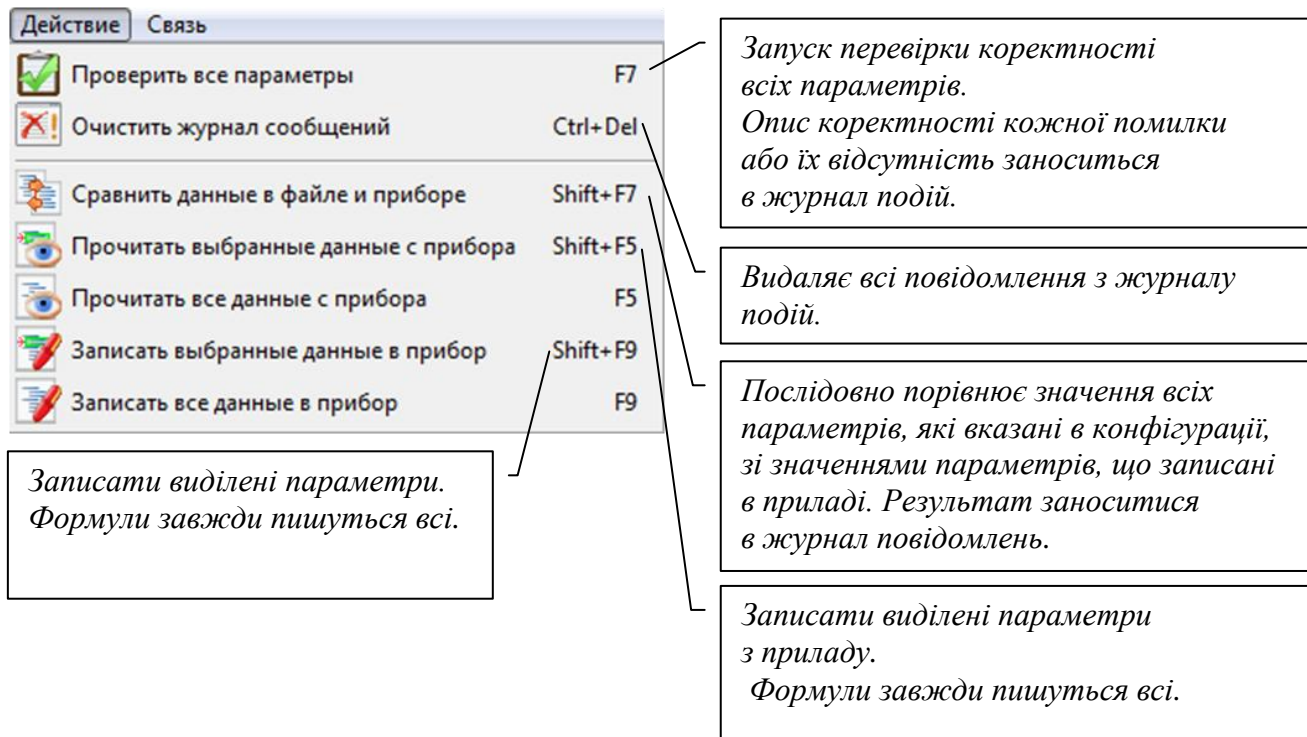 Действие Связь
Проверить все параметры F7
Очистить журнал сообщений Ctrl+Del
Сравнить данные в файле и приборе Shift+F7
Прочитать выбранные данные с прибора Shift+F5
Прочитать все данные с прибора F5
Записать выбранные данные в прибор Shift+F9
Записать все данные в прибор F9
Записати виділені параметри.
Формули завжди пишуться всі.
Запуск перевірки коректності
всіх параметрів.
Опис коректності кожної помилки
або їх відсутність заноситься
в журнал подій.
Видаляє всі повідомлення з журналу
подій.
Послідовно порівнює значення всіх
параметрів, які вказані в конфігурації,
зі значеннями параметрів, що записані
в приладі. Результат заноситися
в журнал повідомлень.
Записати виділені параметри
з приладу.
Формули завжди пишуться всі.